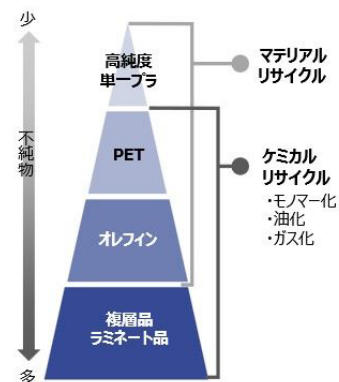 少
不純物
多
高純度
単一プラ
PET
オレフィン
複層品
ラミネート品
マテリアル
リサイクル
ケミカル
リサイクル
・モノマー化
・油化
・ガス化